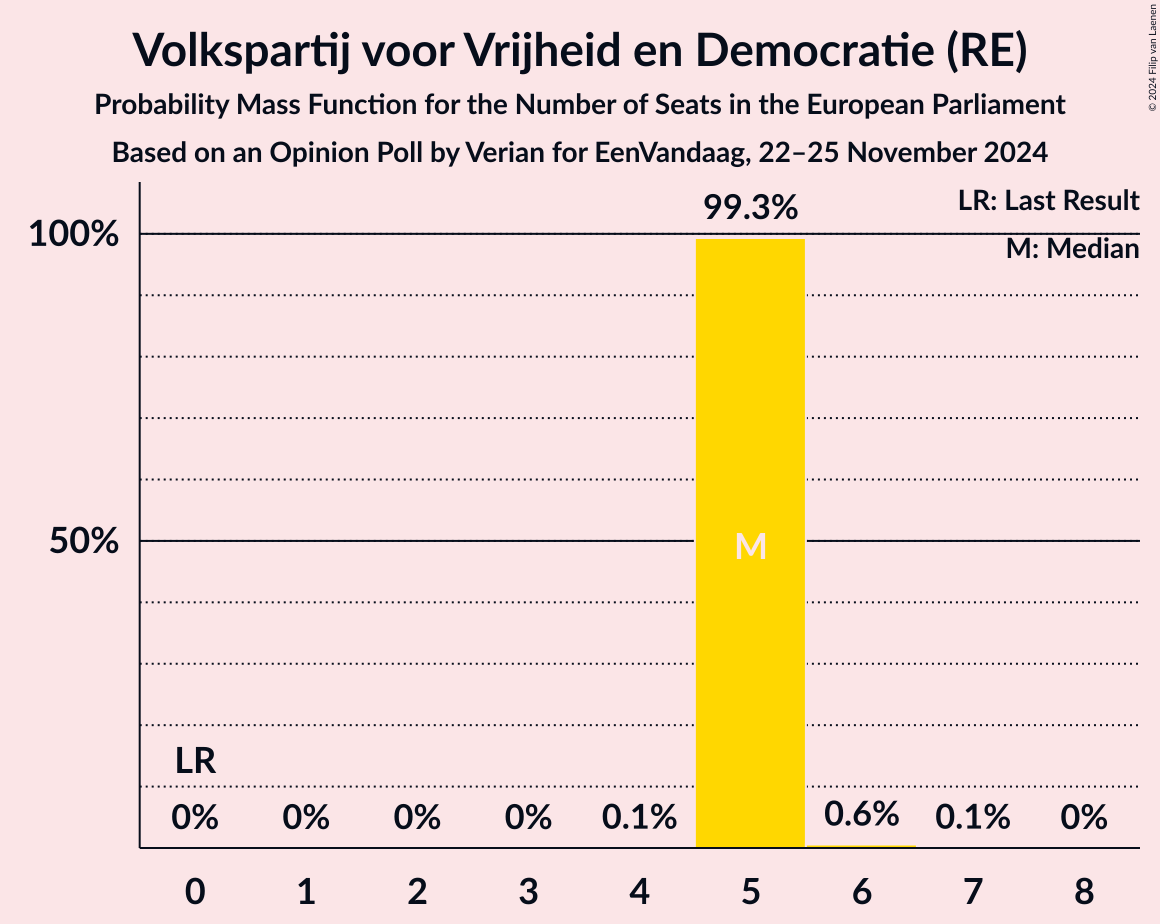 Volkspartij voor Vrijheid en Democratie (RE)
Probability Mass Function for the Number of Seats in the European Parliament
Based on an Opinion Poll by Verian for EenVandaag, 22–25 November 2024
© 2024 Filip van Laenen
LR: Last Result
M: Median
99.3%
100%
50%
M
LR
0% 0% 0% 0% 0.1% 0.6% 0.1% 0%
0 1 2 3 4 5 6 7 8